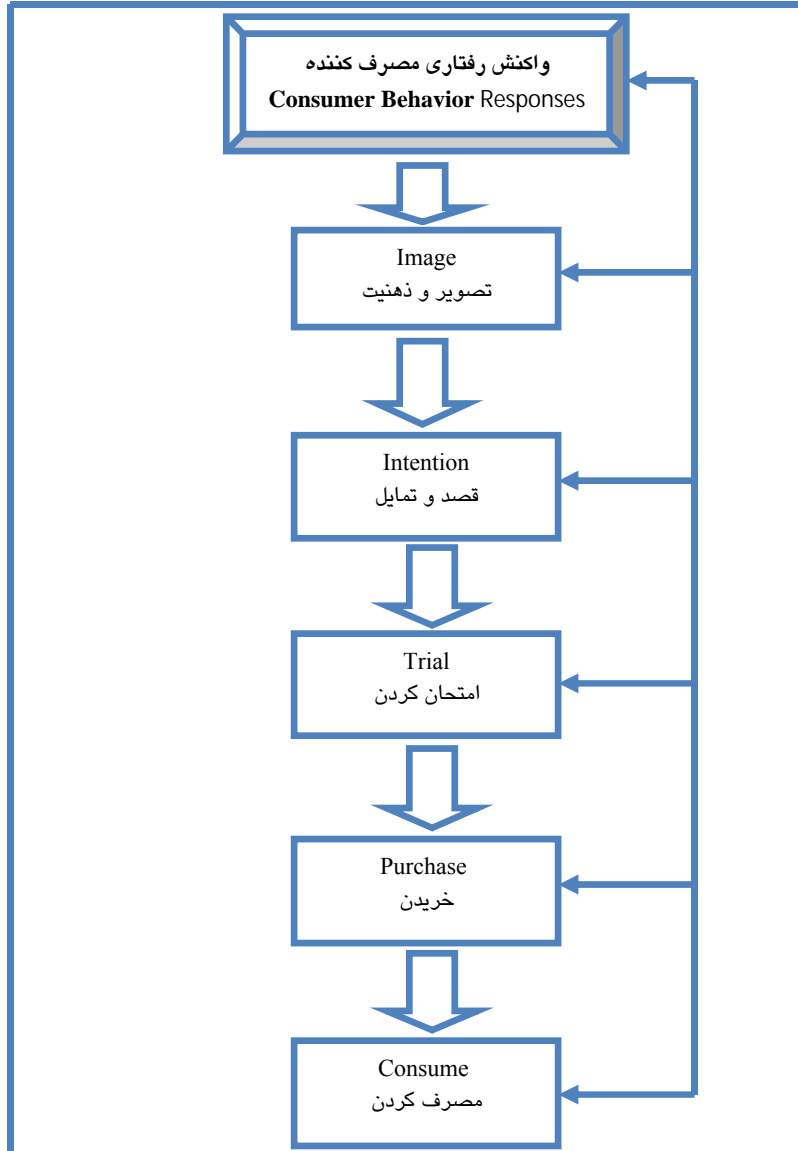 واکنش رفتاری مصرف کننده
Consumer Behavior Responses
Image
تصویر و ذهنیت
Intention
قصد و تمایل
Trial
امتحان کردن
Purchase
خریدن
Consume
مصرف کردن